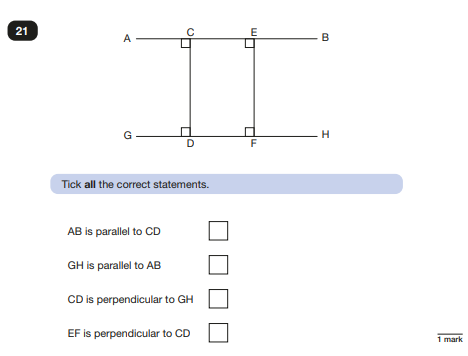 21
A C E B
G D F H
Tick all the correct statements.
AB is parallel to CD
GH is parallel to AB
CD is perpendicular to GH
EF is perpendicular to CD
1 mark